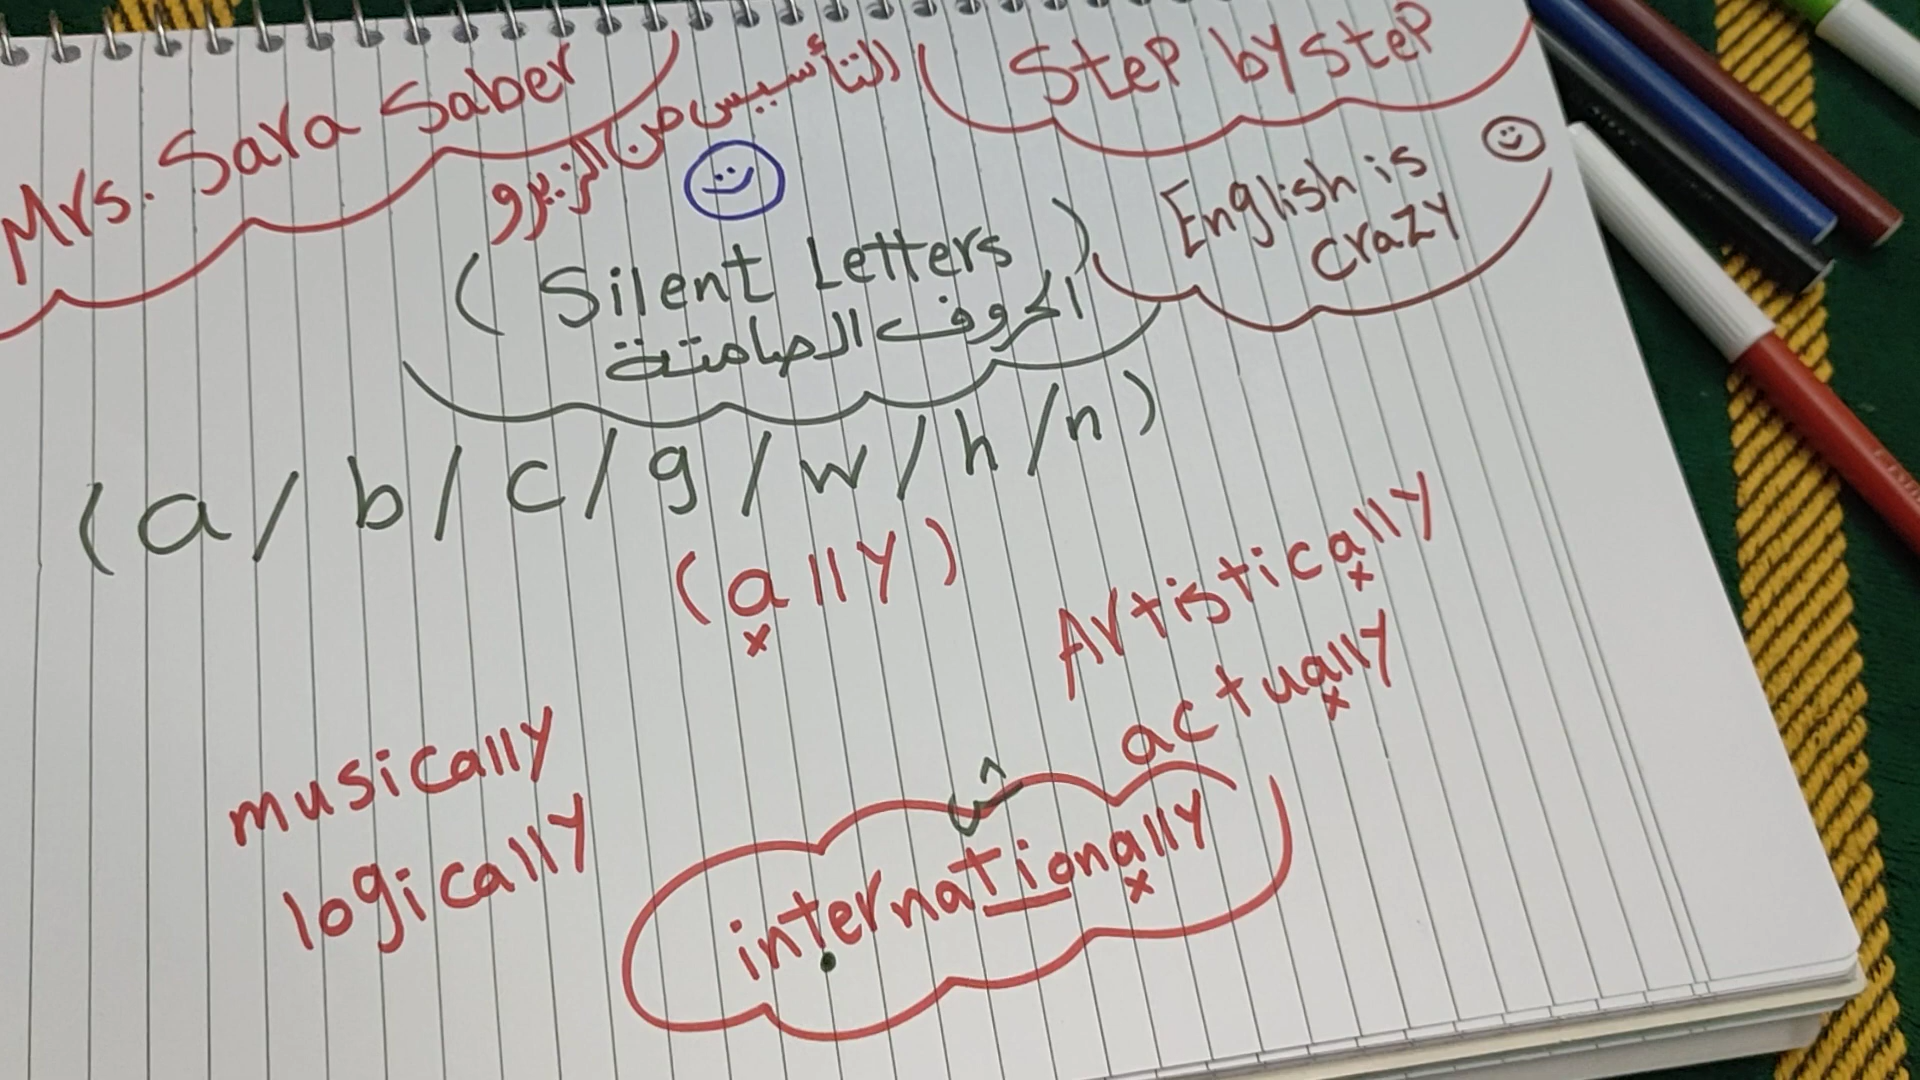 Mrs. Sara Saber
التأسيس من الزيرو
Step by step
English is
crazy
( Silent Letters )
الحروف الصامتة
(a / b / c / g / w / h / n)
(ally)
x
Artistically
x
actually
x
musically
logically
internationally
x